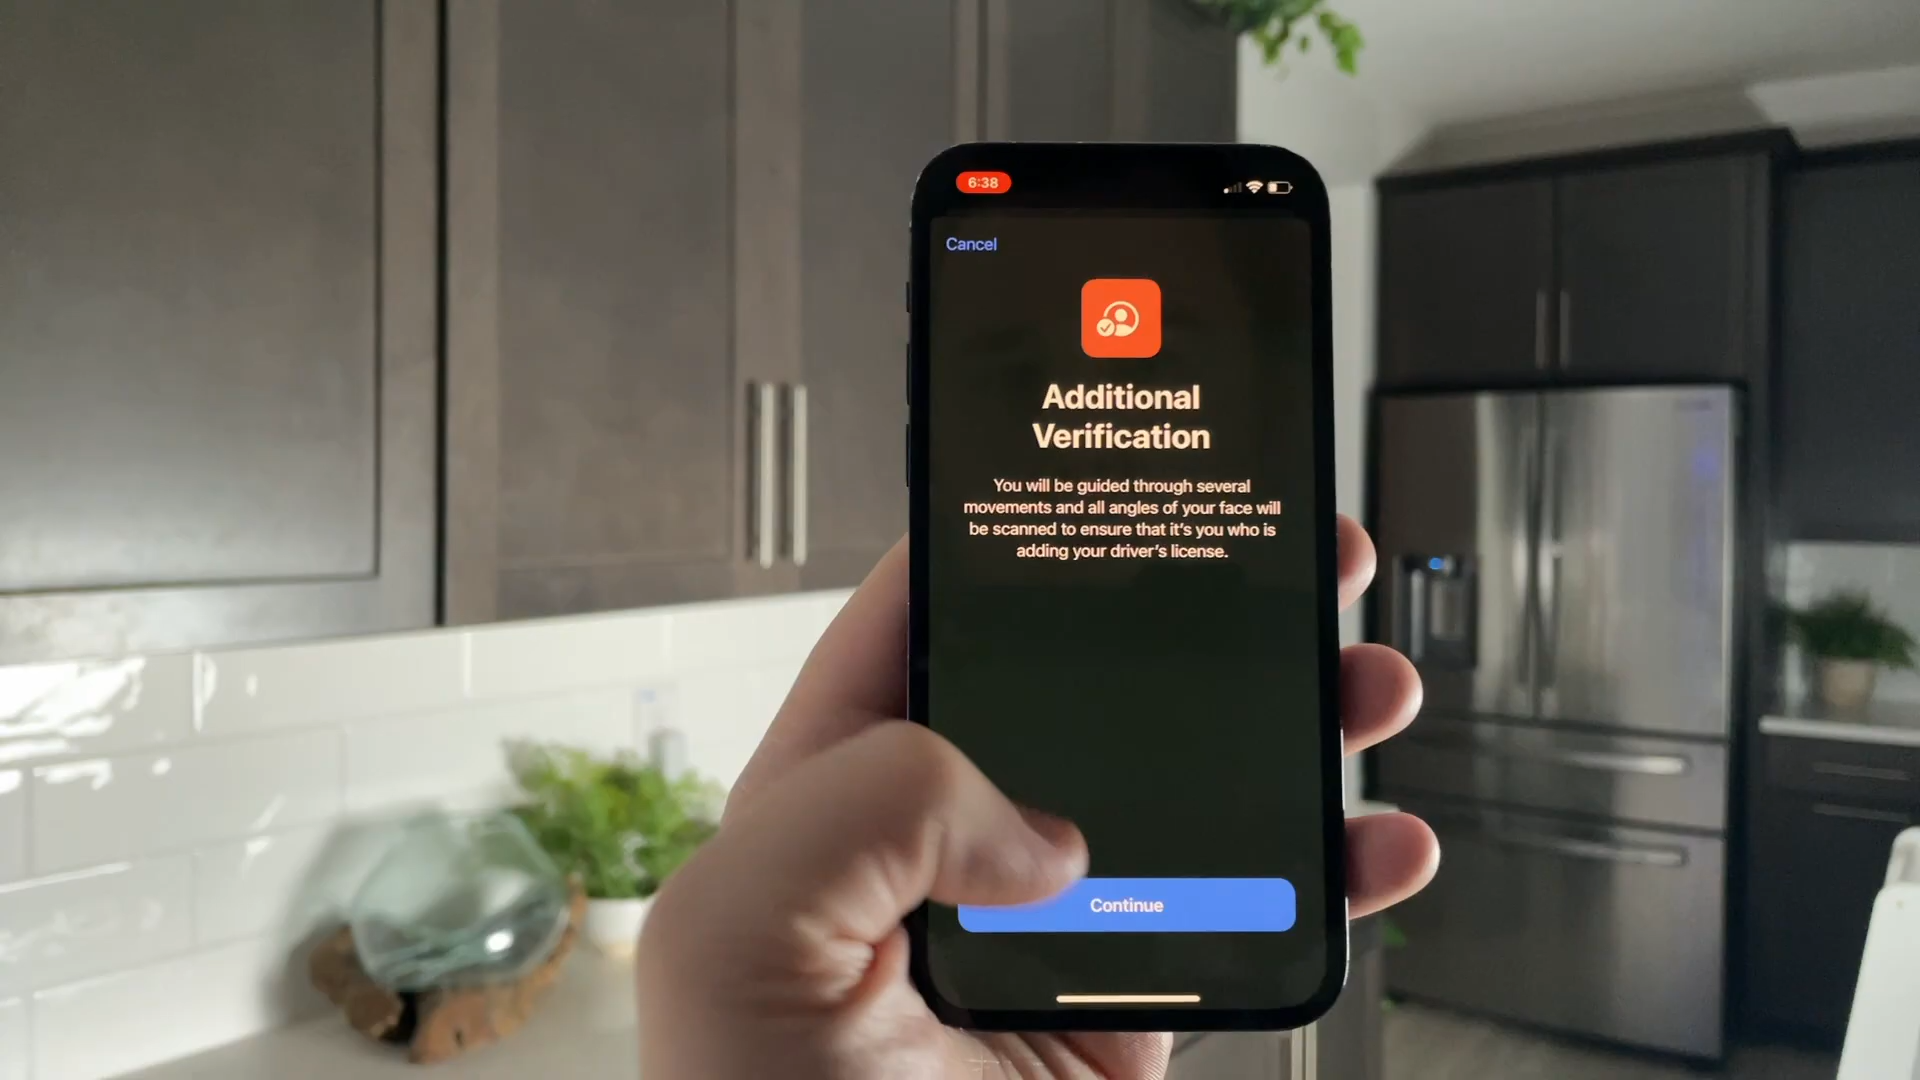 6:38
Cancel
Additional
Verification
You will be guided through several
movements and all angles of your face will
be scanned to ensure that it's you who is
adding your driver's license.
Continue